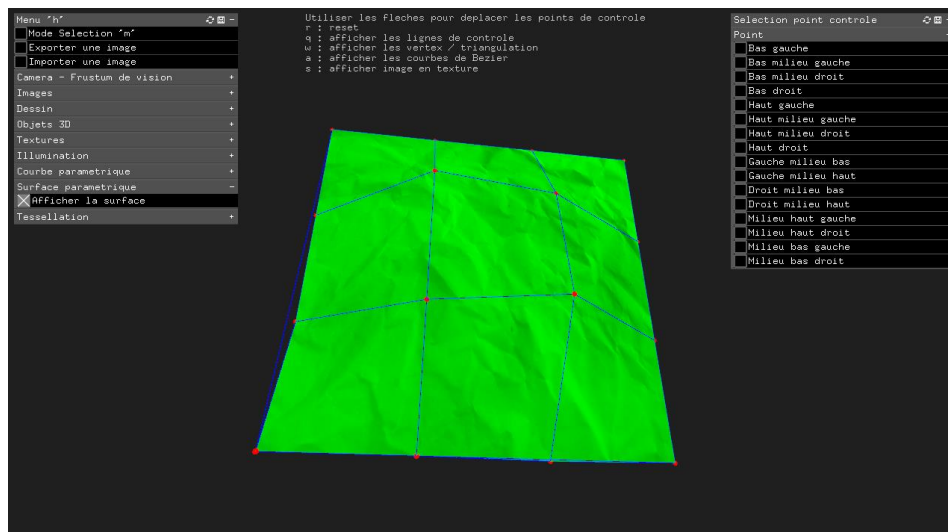 Menu "h"
Mode Selection "m"
Exporter une image
Importer une image
Camera - Frustum de vision +
Images +
Dessin +
Objets 3D +
Textures +
Illumination +
Courbe parametrique +
Surface parametrique -
Afficher la surface
Tessellation +
Utiliser les fleches pour deplacer les points de controle
r : reset
q : afficher les lignes de controle
w : afficher les vertex / triangulation
a : afficher les courbes de Bezier
s : afficher image en texture
Selection point controle
Point
Bas gauche
Bas milieu gauche
Bas milieu droit
Bas droit
Haut gauche
Haut milieu gauche
Haut milieu droit
Haut droit
Gauche milieu bas
Gauche milieu haut
Droit milieu bas
Droit milieu haut
Milieu haut gauche
Milieu haut droit
Milieu bas gauche
Milieu bas droit